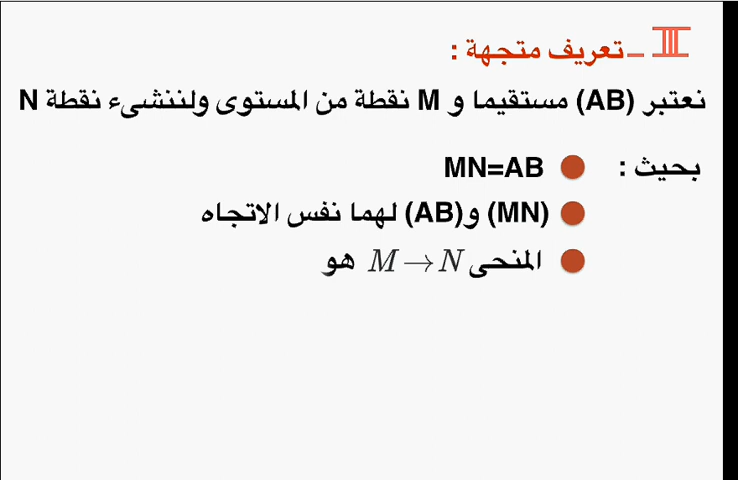 III_ تعريف متجهة :
نعتبر (AB) مستقيما و M نقطة من المستوى ولننشىء نقطة N
بحيث : ● MN=AB
● (MN) و(AB) لهما نفس الاتجاه
● المنحى M→N هو